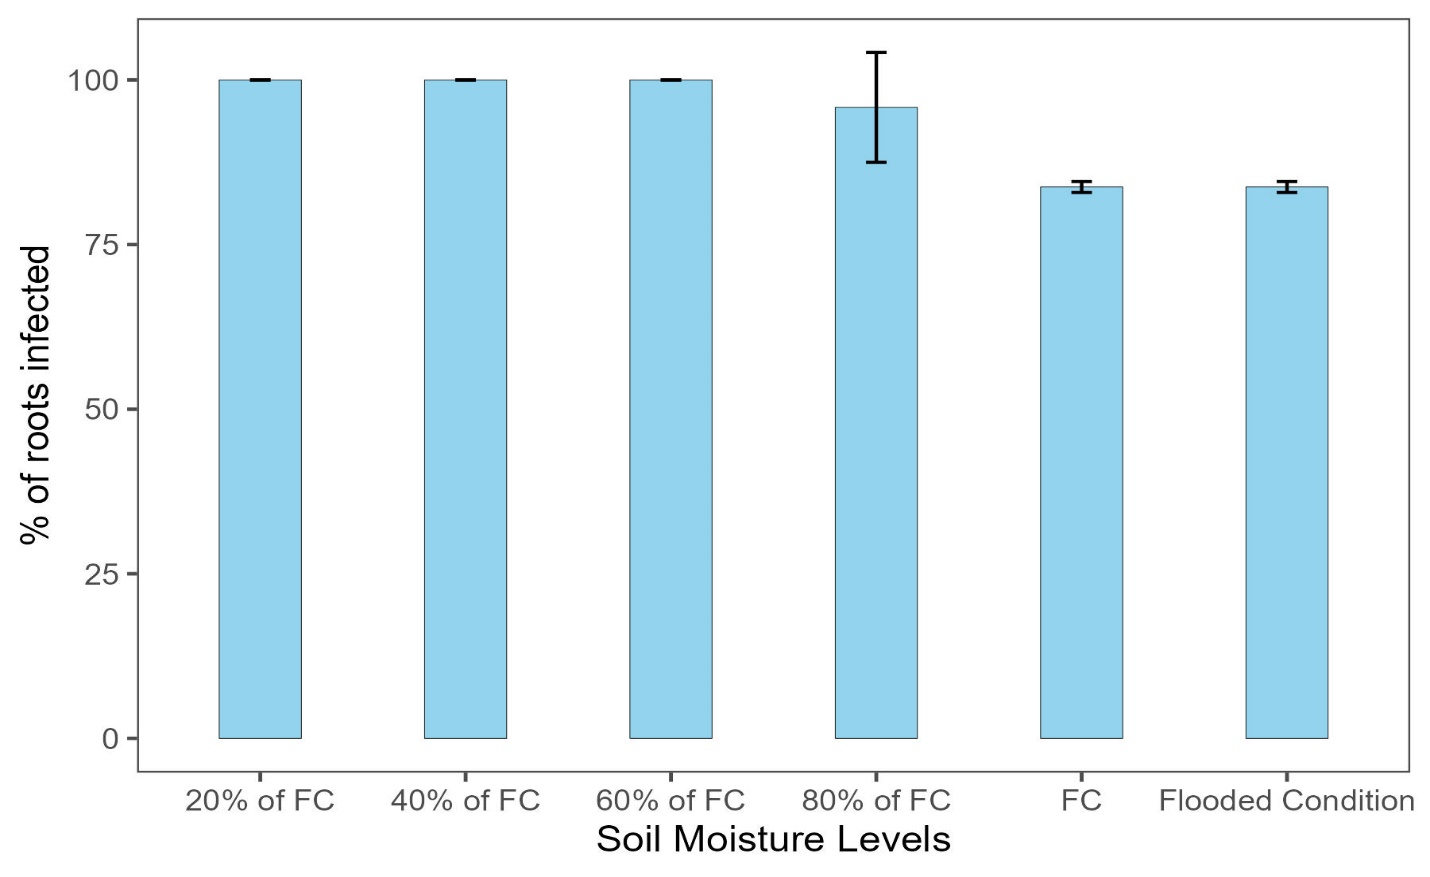 % of roots infected
100
75
50
25
0
20% of FC
40% of FC
60% of FC
80% of FC
FC
Flooded Condition
Soil Moisture Levels